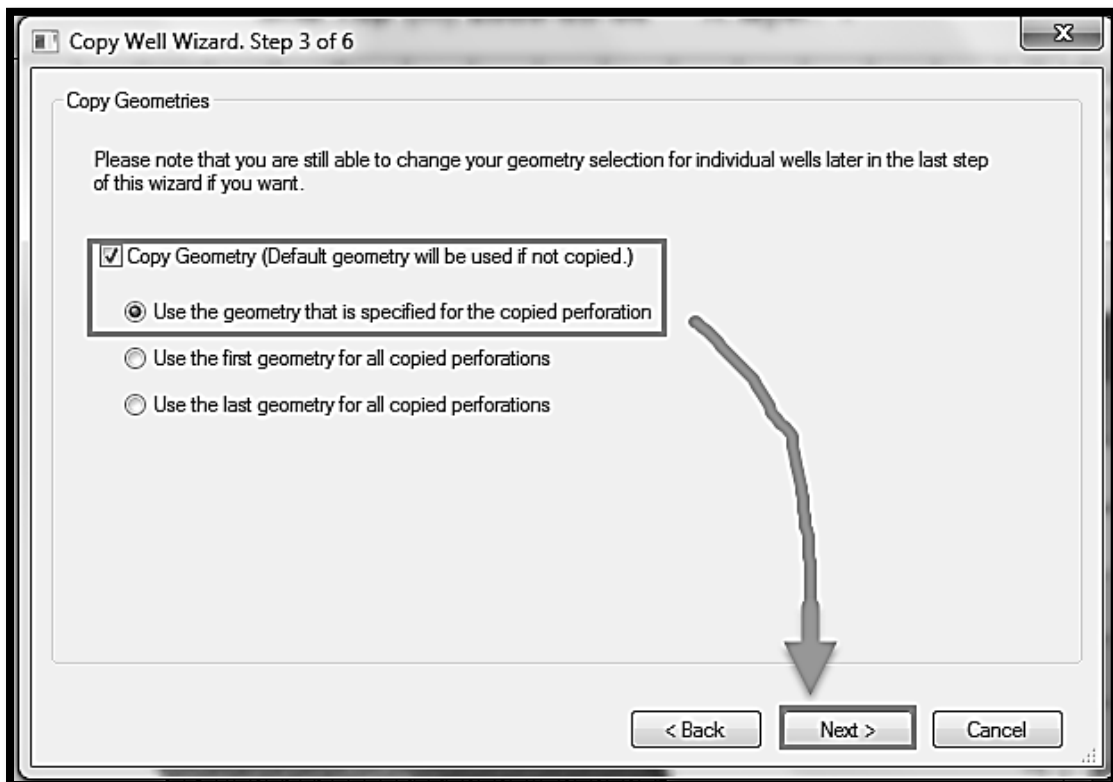 Copy Well Wizard. Step 3 of 6
X
Copy Geometries
Please note that you are still able to change your geometry selection for individual wells later in the last step
of this wizard if you want.
Copy Geometry (Default geometry will be used if not copied.)
Use the geometry that is specified for the copied perforation
Use the first geometry for all copied perforations
Use the last geometry for all copied perforations
< Back
Next >
Cancel